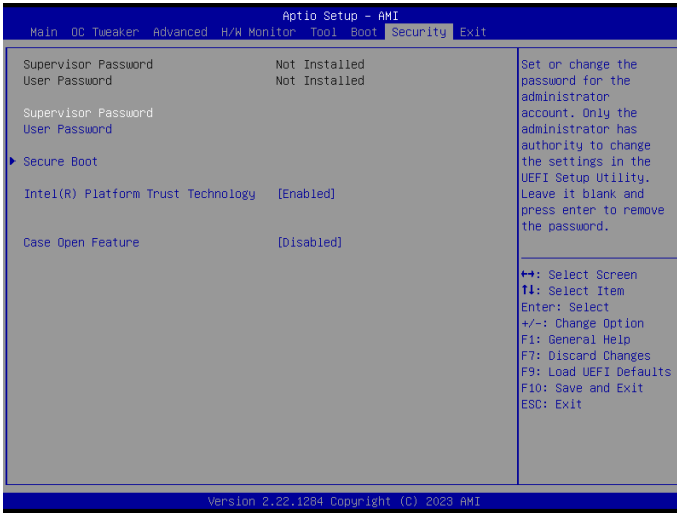 Aptio Setup – AMI
Main OC Tweaker Advanced H/W Monitor Tool Boot Security Exit
Supervisor Password Not Installed
User Password Not Installed
Supervisor Password
User Password
Secure Boot
Intel(R) Platform Trust Technology [Enabled]
Case Open Feature [Disabled]
Set or change the
password for the
administrator
account. Only the
administrator has
authority to change
the settings in the
UEFI Setup Utility.
Leave it blank and
press enter to remove
the password.
↔: Select Screen
↑↓: Select Item
Enter: Select
+/-: Change Option
F1: General Help
F7: Discard Changes
F9: Load UEFI Defaults
F10: Save and Exit
ESC: Exit
Version 2.22.1284 Copyright (C) 2023 AMI